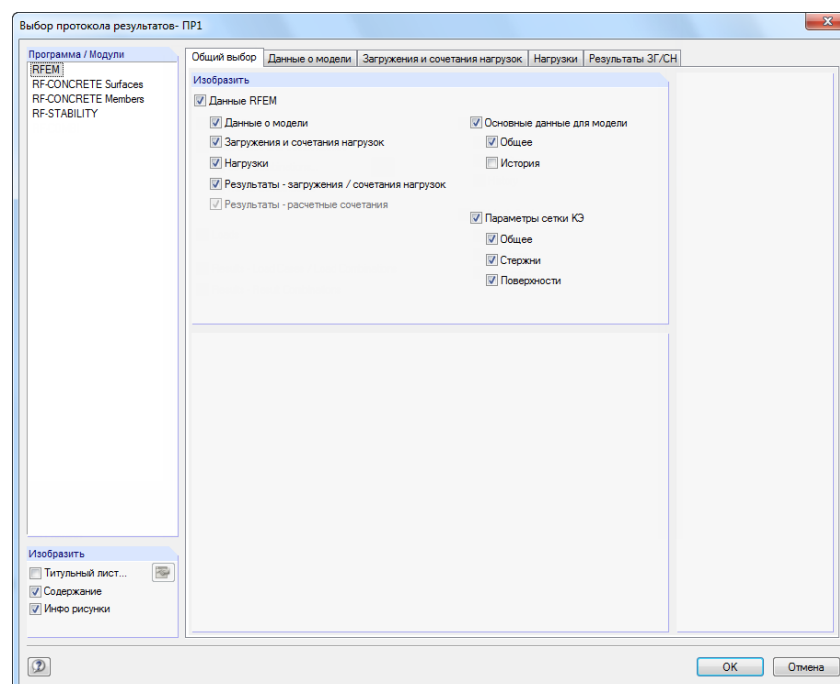 Выбор протокола результатов- ПР1
Программа / Модули
RFEM
RF-CONCRETE Surfaces
RF-CONCRETE Members
RF-STABILITY
Общий выбор
Данные о модели
Загружения и сочетания нагрузок
Нагрузки
Результаты ЗГ/СН
Изобразить
Данные RFEM
Данные о модели
Загружения и сочетания нагрузок
Нагрузки
Результаты - загружения / сочетания нагрузок
Результаты - расчетные сочетания
Основные данные для модели
Общее
История
Параметры сетки КЭ
Общее
Стержни
Поверхности
Изобразить
Титульный лист...
Содержание
Инфо рисунки
OK
Отмена